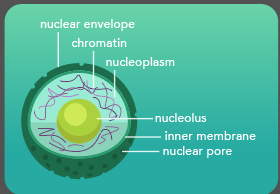 nuclear envelope
chromatin
nucleoplasm
nucleolus
inner membrane
nuclear pore